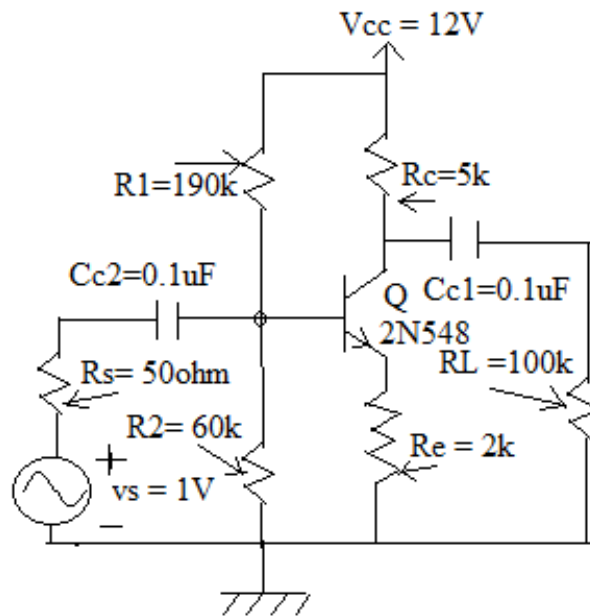 Vcc = 12V
R1=190k
Rc=5k
Cc2=0.1uF
Q
Cc1=0.1uF
2N548
Rs= 50ohm
RL =100k
R2= 60k
Re = 2k
+
vs = 1V
−